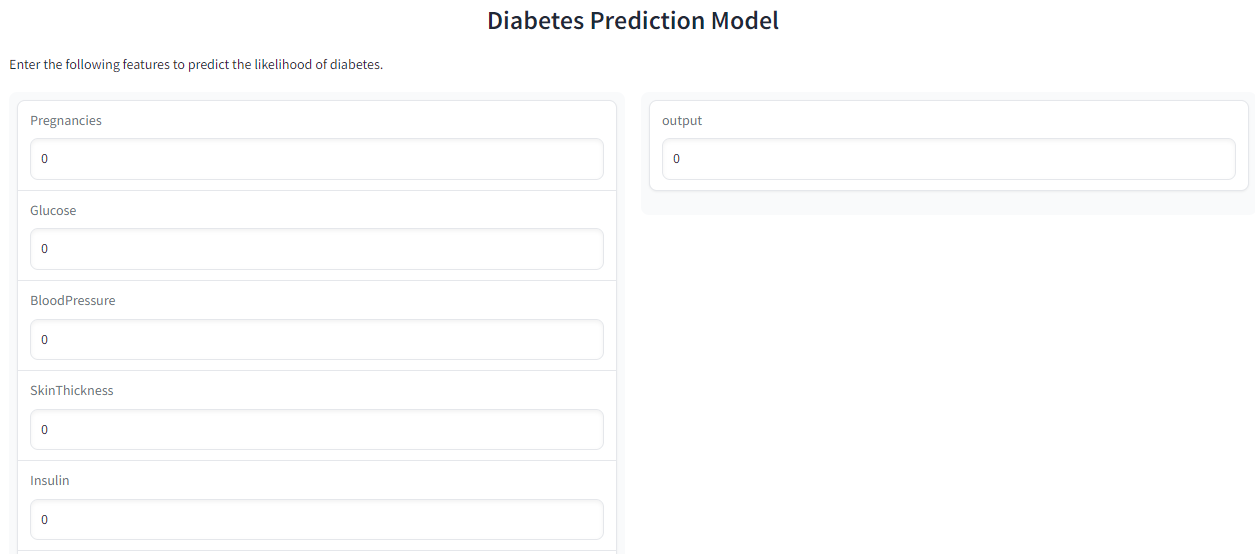 Diabetes Prediction Model
Enter the following features to predict the likelihood of diabetes.
Pregnancies
0
Glucose
0
BloodPressure
0
SkinThickness
0
Insulin
0
output
0